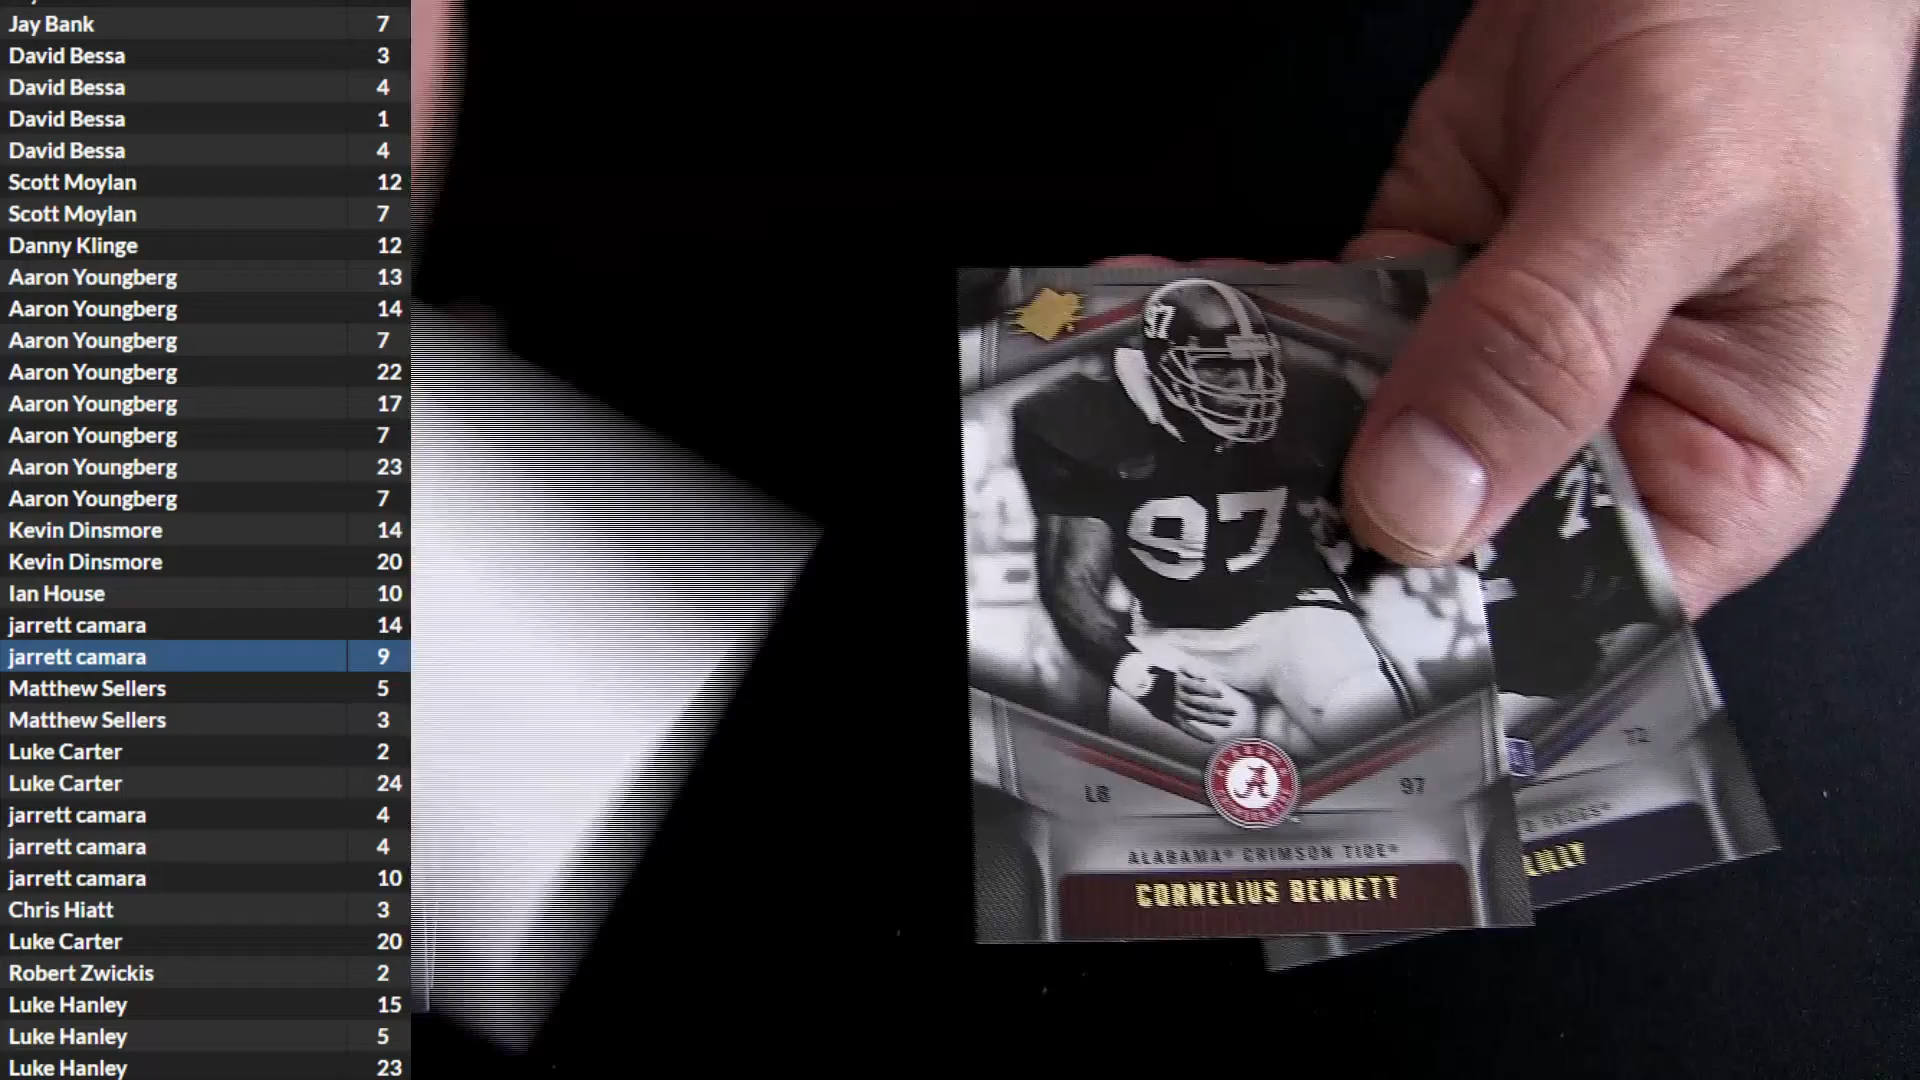 Jay Bank 7
David Bessa 3
David Bessa 4
David Bessa 1
David Bessa 4
Scott Moylan 12
Scott Moylan 7
Danny Klinge 12
Aaron Youngberg 13
Aaron Youngberg 14
Aaron Youngberg 7
Aaron Youngberg 22
Aaron Youngberg 17
Aaron Youngberg 7
Aaron Youngberg 23
Aaron Youngberg 7
Kevin Dinsmore 14
Kevin Dinsmore 20
Ian House 10
jarrett camara 14
jarrett camara 9
Matthew Sellers 5
Matthew Sellers 3
Luke Carter 2
Luke Carter 24
jarrett camara 4
jarrett camara 4
jarrett camara 10
Chris Hiatt 3
Luke Carter 20
Robert Zwickis 2
Luke Hanley 15
Luke Hanley 5
Luke Hanley 23
97
97
LB 97
ALABAMA® CRIMSON TIDE®
CORNELIUS BENNETT
72
LILLY